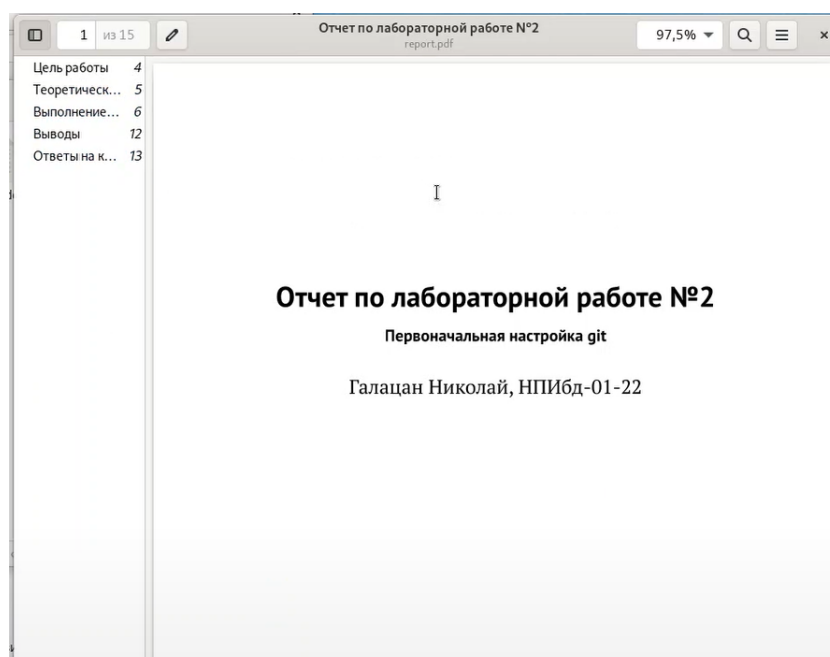 1 из 15
Отчет по лабораторной работе №2
report.pdf
97,5%
Цель работы 4
Теоретическ... 5
Выполнение... 6
Выводы 12
Ответы на к... 13
Отчет по лабораторной работе №2
Первоначальная настройка git
Галацан Николай, НПИбд-01-22